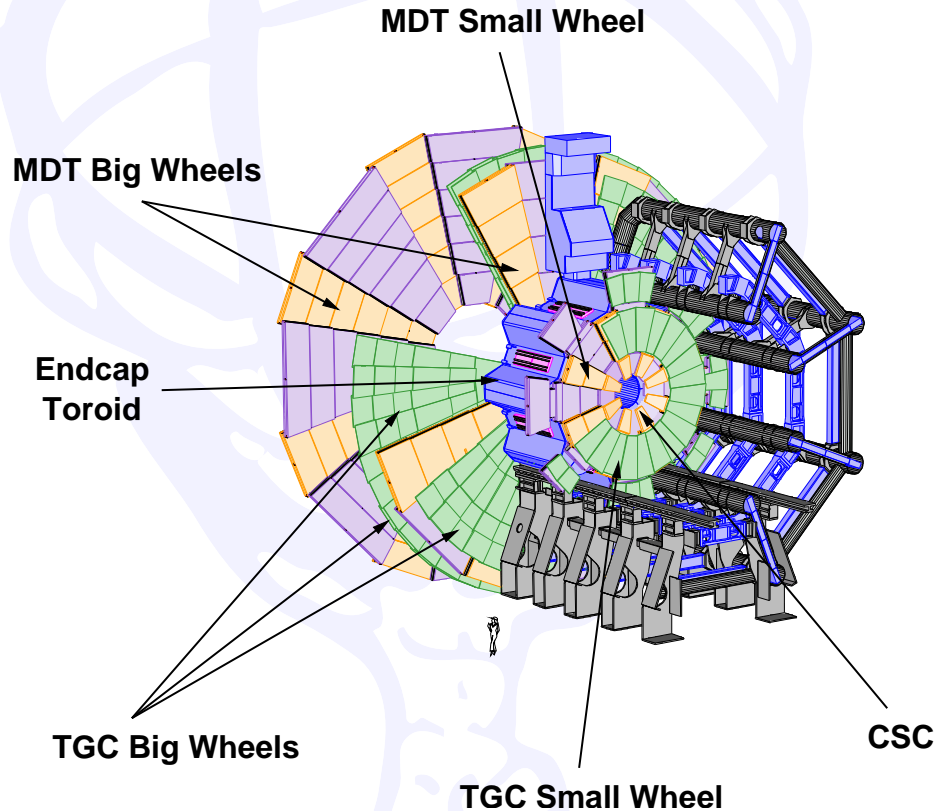 MDT Small Wheel
MDT Big Wheels
Endcap
Toroid
TGC Big Wheels
CSC
TGC Small Wheel